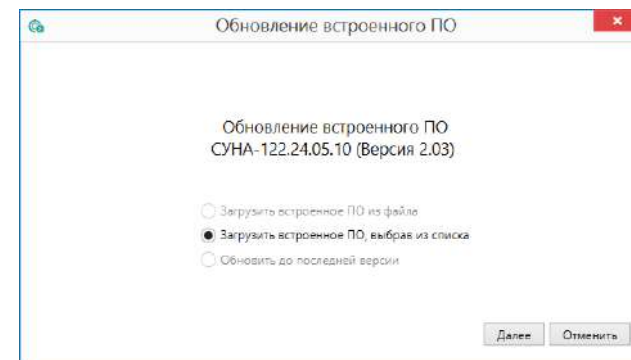 Обновление встроенного ПО
Обновление встроенного ПО
СУНА-122.24.05.10 (Версия 2.03)
Загрузить встроенное ПО из файла
Загрузить встроенное ПО, выбрав из списка
Обновить до последней версии
Далее Отменить